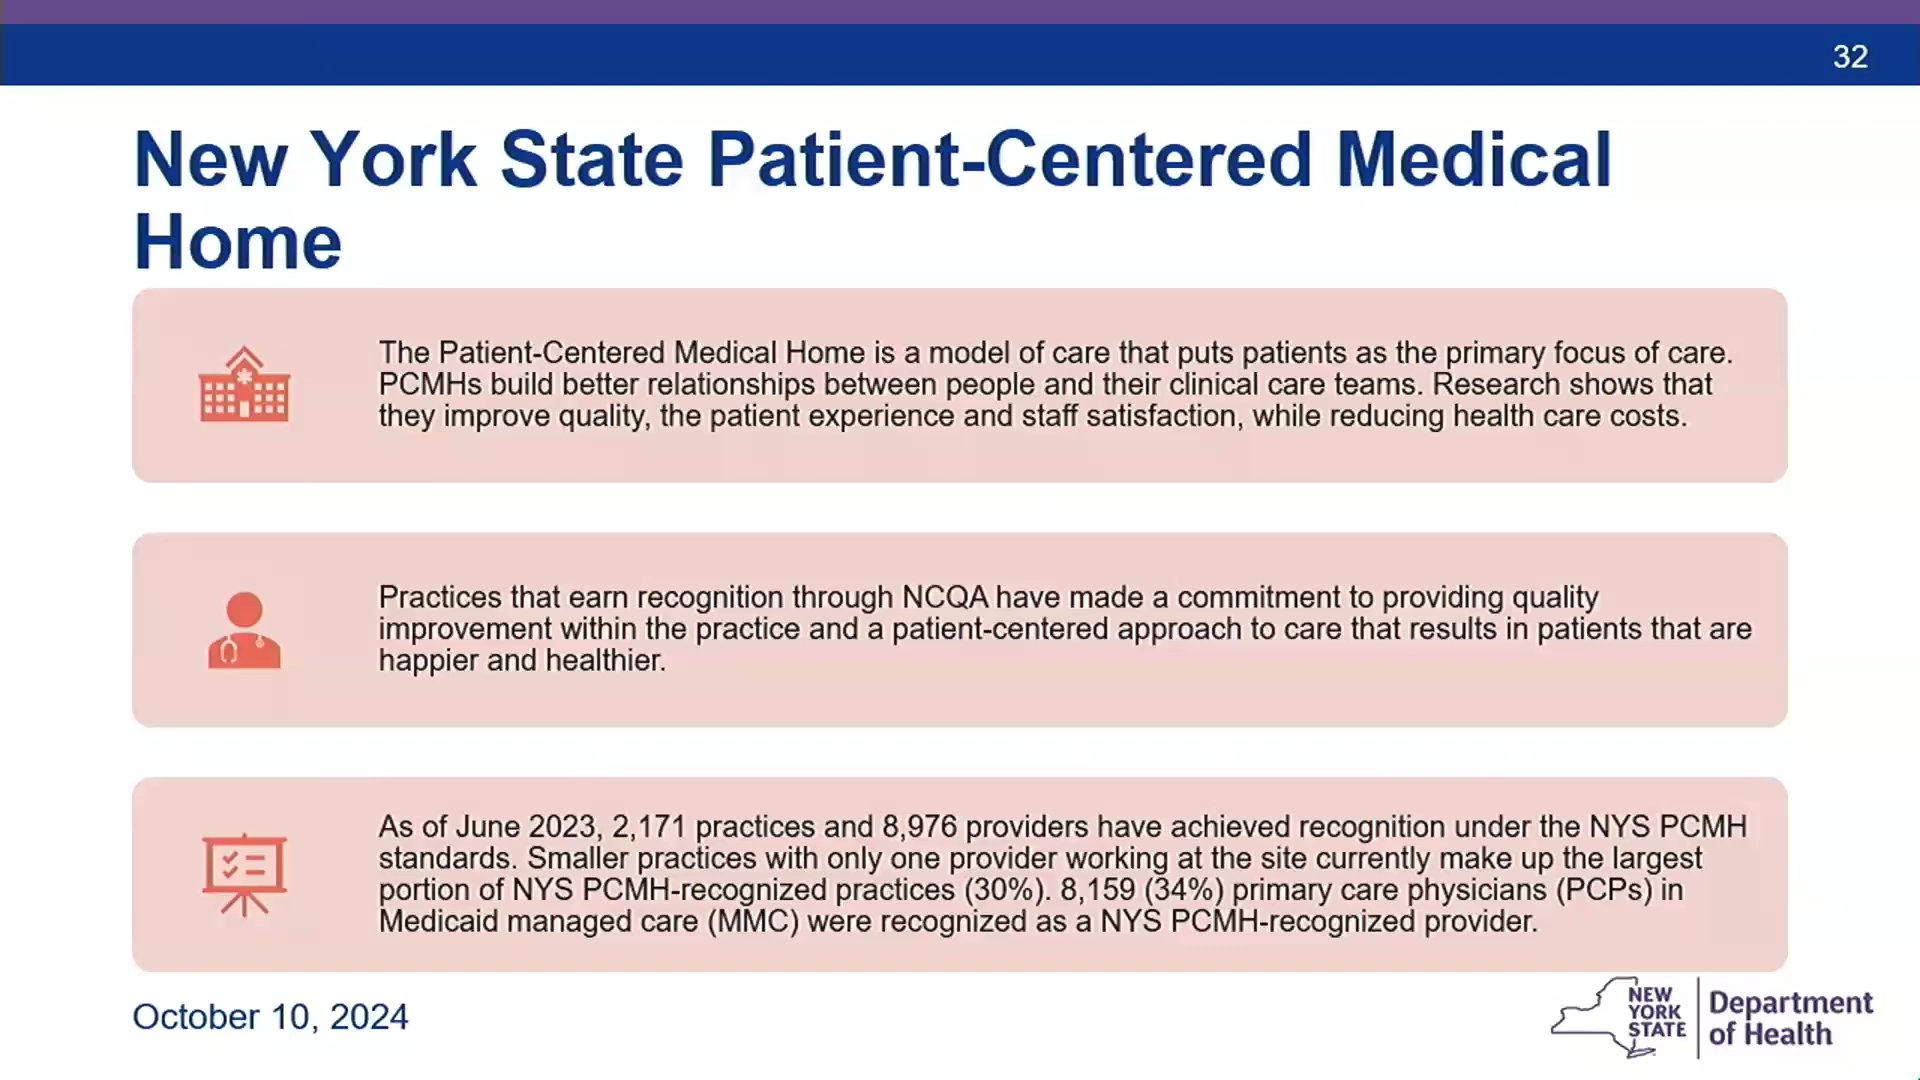 32
New York State Patient-Centered Medical
Home
The Patient-Centered Medical Home is a model of care that puts patients as the primary focus of care.
PCMHs build better relationships between people and their clinical care teams. Research shows that
they improve quality, the patient experience and staff satisfaction, while reducing health care costs.
Practices that earn recognition through NCQA have made a commitment to providing quality
improvement within the practice and a patient-centered approach to care that results in patients that are
happier and healthier.
As of June 2023, 2,171 practices and 8,976 providers have achieved recognition under the NYS PCMH
standards. Smaller practices with only one provider working at the site currently make up the largest
portion of NYS PCMH-recognized practices (30%). 8,159 (34%) primary care physicians (PCPs) in
Medicaid managed care (MMC) were recognized as a NYS PCMH-recognized provider.
October 10, 2024
NEW
YORK
STATE
Department
of Health